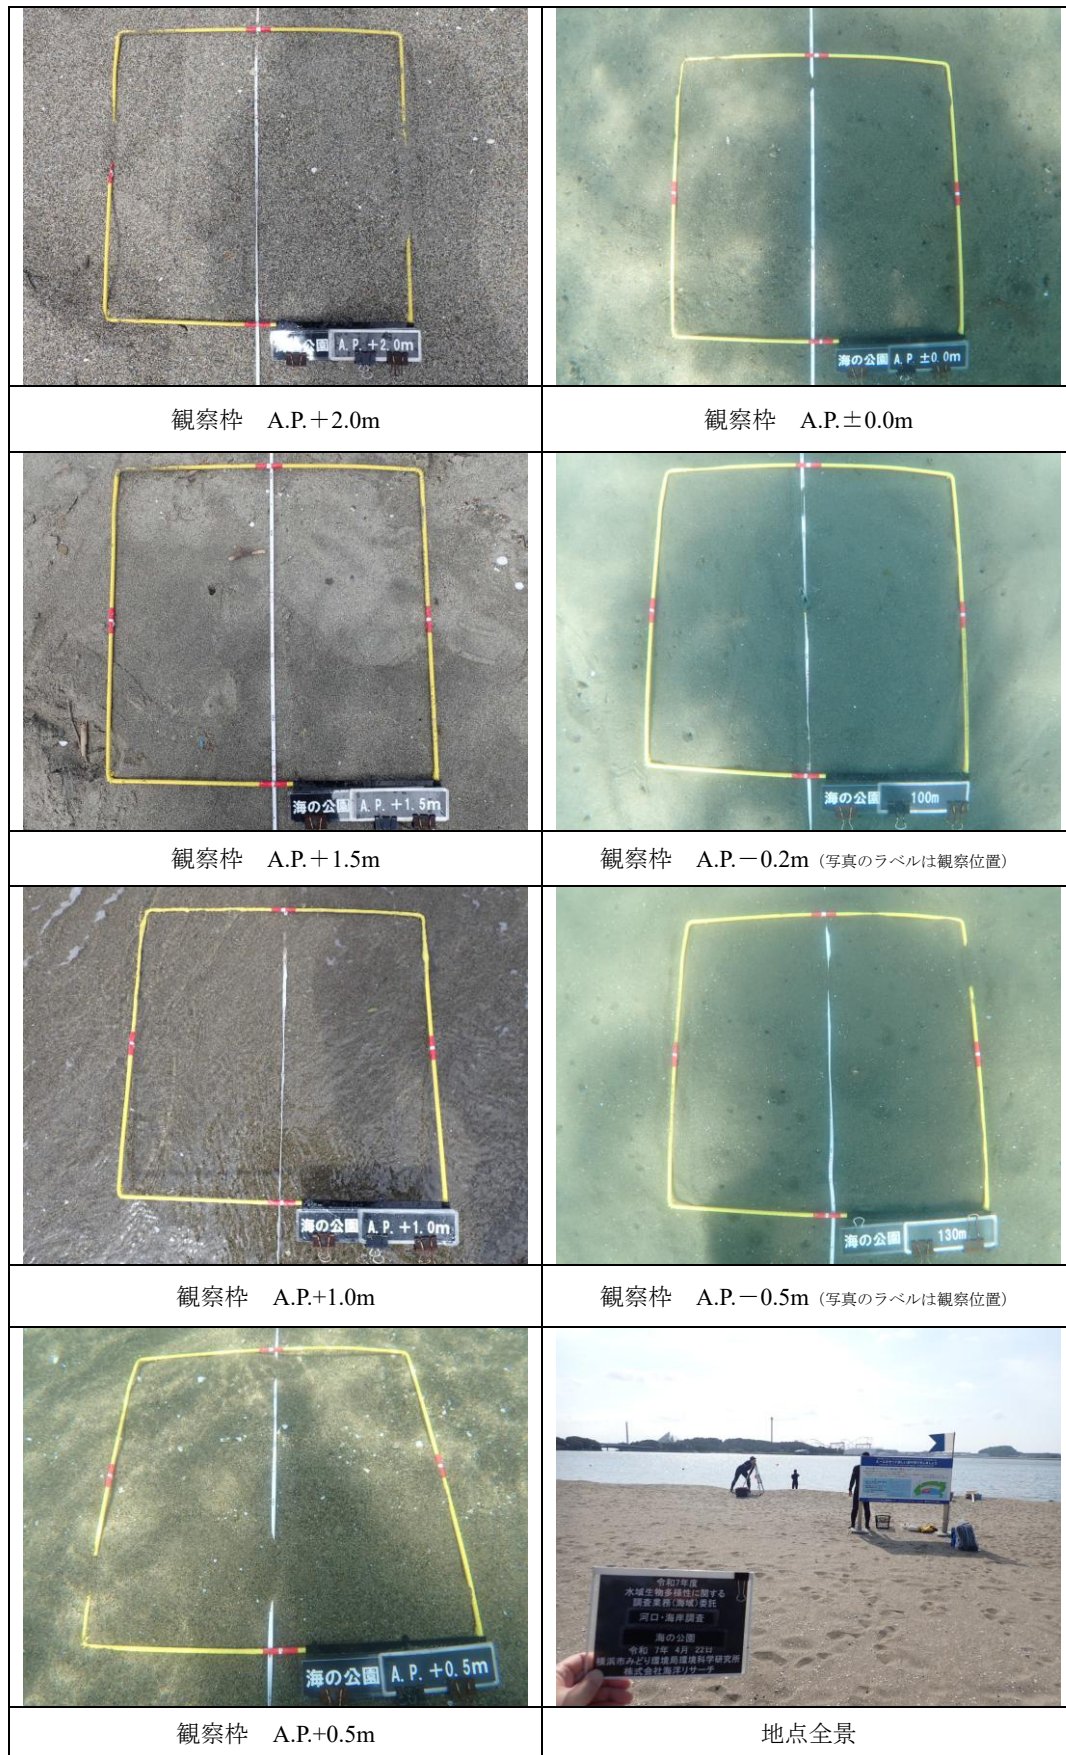 海の公園 A.P.+2.0m
海の公園 A.P.±0.0m
観察枠 A.P.＋2.0m
観察枠 A.P.±0.0m
海の公園 A.P.+1.5m
海の公園 100m
観察枠 A.P.＋1.5m
観察枠 A.P.－0.2m（写真のラベルは観察位置）
海の公園 A.P.+1.0m
海の公園 130m
観察枠 A.P.+1.0m
観察枠 A.P.－0.5m（写真のラベルは観察位置）
海の公園 A.P.+0.5m
令和7年度
水域生物多様性に関する
調査業務(海域)委託
河口・海岸調査
海の公園
令和 7年 4月 22日
横浜市みどり環境局環境科学研究所
株式会社海洋リサーチ
観察枠 A.P.+0.5m
地点全景